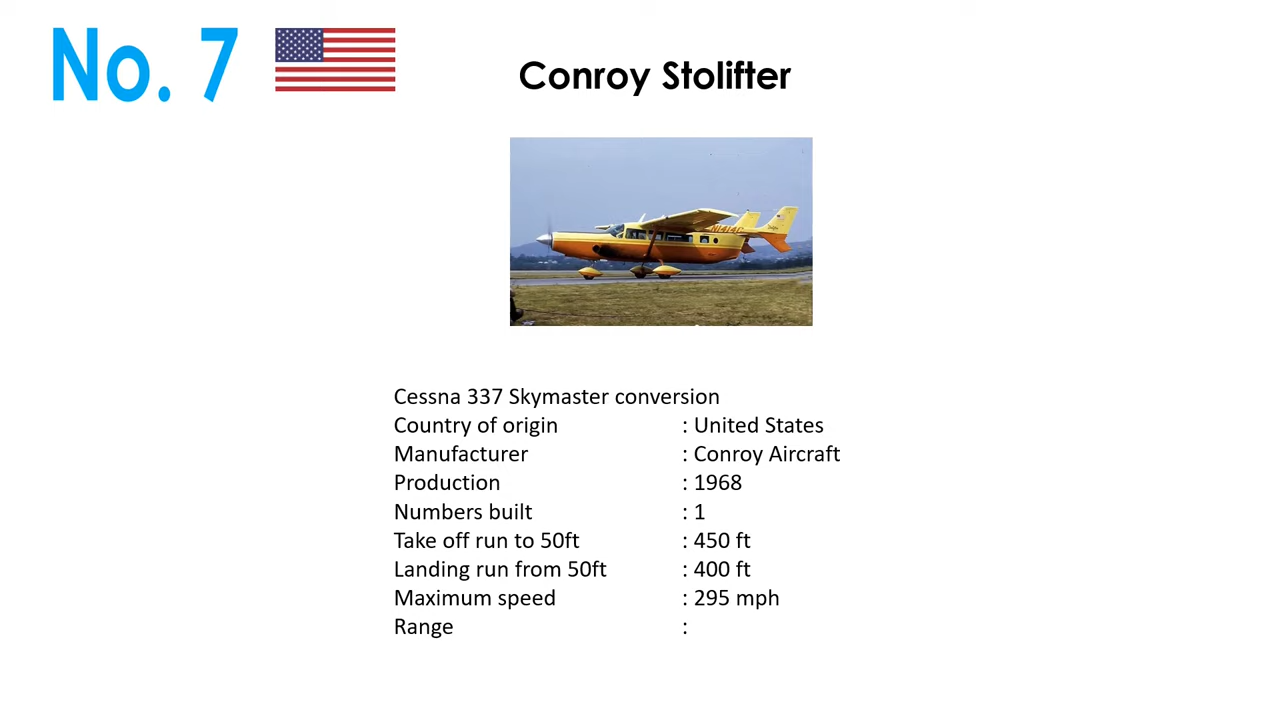 No. 7
Conroy Stolifter
Cessna 337 Skymaster conversion
Country of origin : United States
Manufacturer : Conroy Aircraft
Production : 1968
Numbers built : 1
Take off run to 50ft : 450 ft
Landing run from 50ft : 400 ft
Maximum speed : 295 mph
Range :